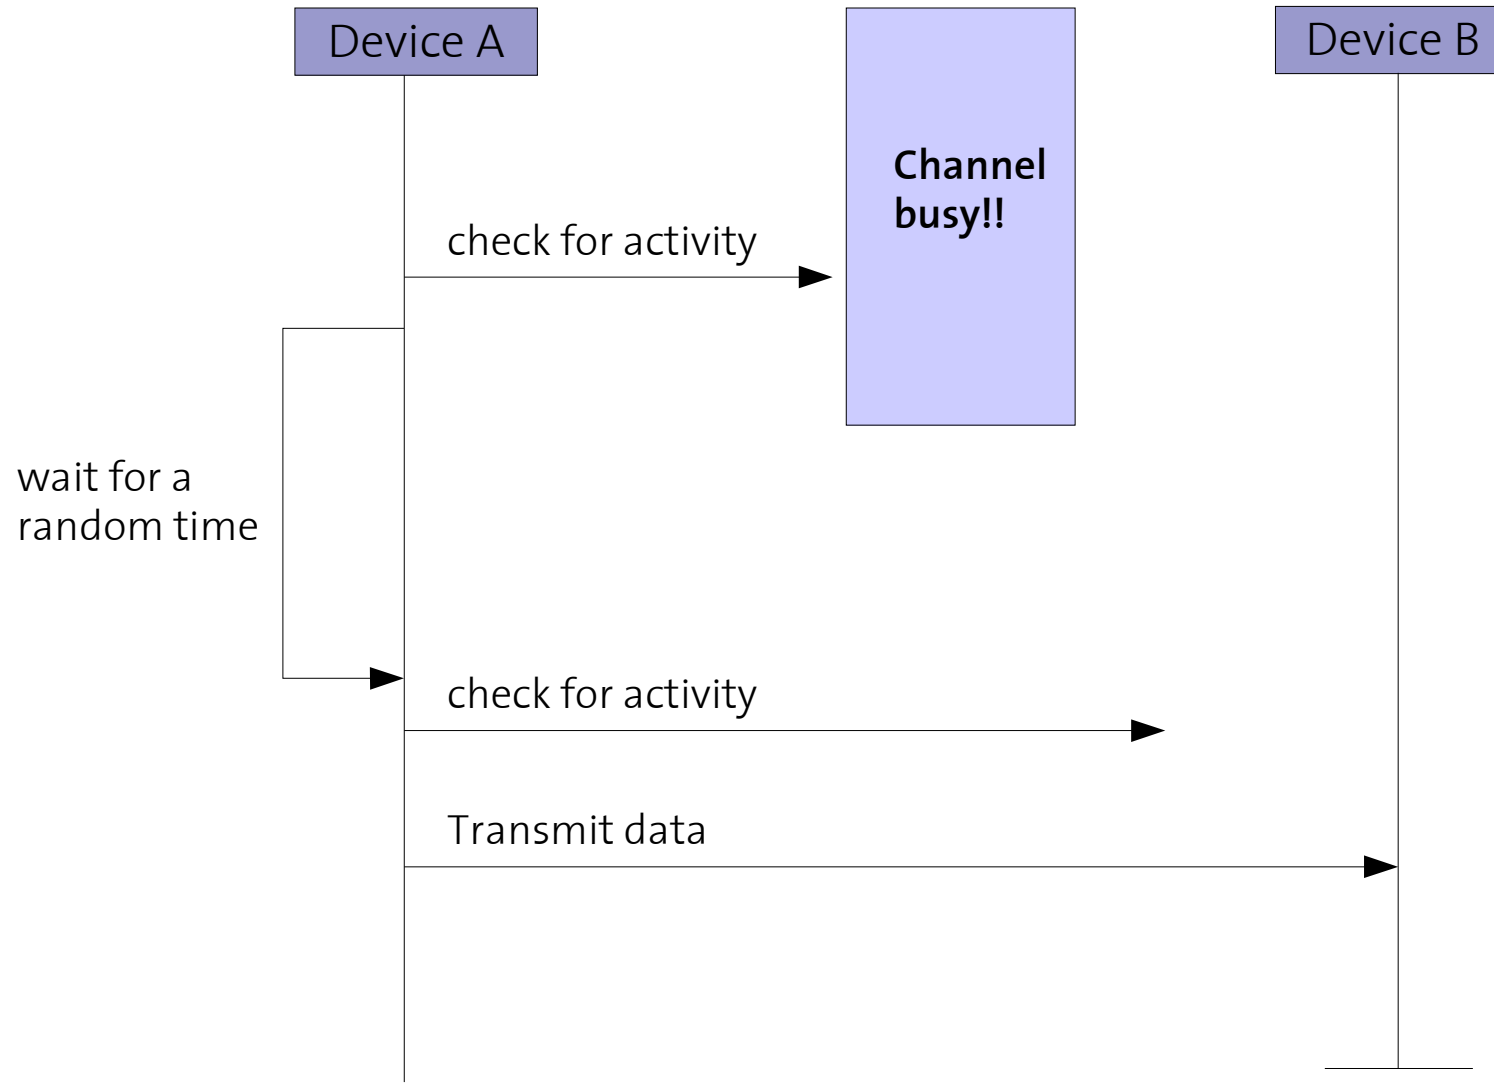 Device A
Device B
Channel
busy!!
check for activity
wait for a
random time
check for activity
Transmit data